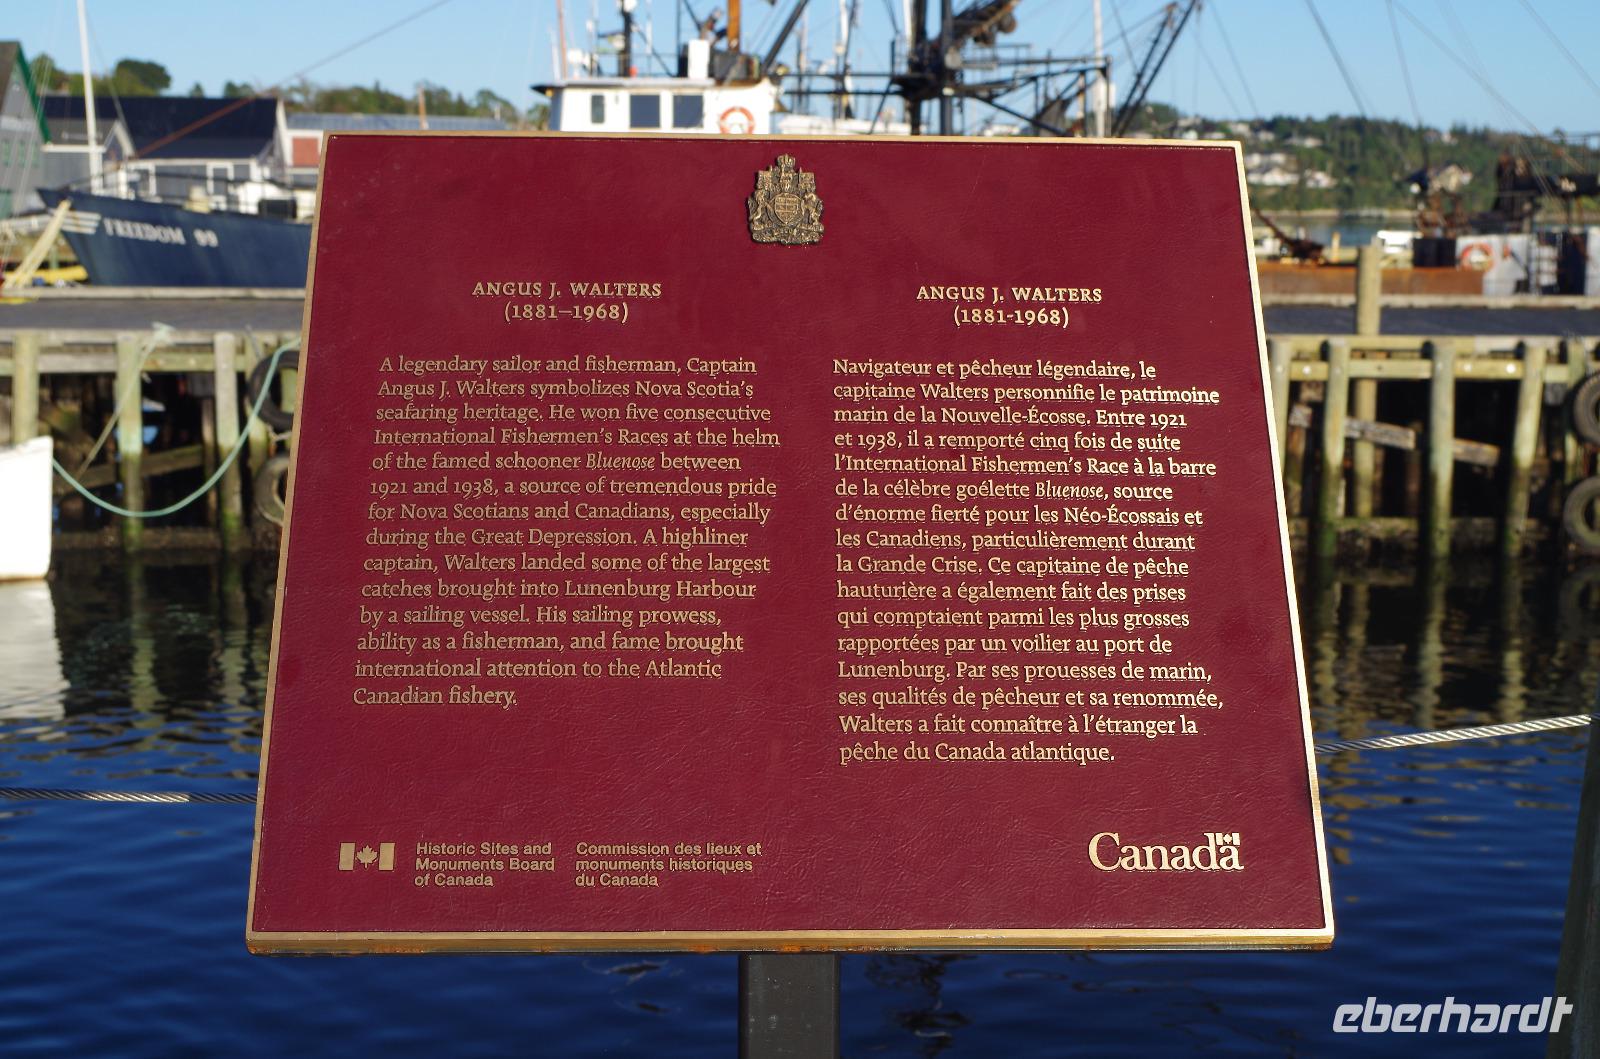 FREEDOM 99
ANGUS J. WALTERS
(1881–1968)
A legendary sailor and fisherman, Captain
Angus J. Walters symbolizes Nova Scotia's
seafaring heritage. He won five consecutive
International Fishermen's Races at the helm
of the famed schooner Bluenose between
1921 and 1938, a source of tremendous pride
for Nova Scotians and Canadians, especially
during the Great Depression. A highliner
captain, Walters landed some of the largest
catches brought into Lunenburg Harbour
by a sailing vessel. His sailing prowess,
ability as a fisherman, and fame brought
international attention to the Atlantic
Canadian fishery.
ANGUS J. WALTERS
(1881-1968)
Navigateur et pêcheur légendaire, le
capitaine Walters personnifie le patrimoine
marin de la Nouvelle-Écosse. Entre 1921
et 1938, il a remporté cinq fois de suite
l'International Fishermen's Race à la barre
de la célèbre goélette Bluenose, source
d'énorme fierté pour les Néo-Écossais et
les Canadiens, particulièrement durant
la Grande Crise. Ce capitaine de pêche
hauturière a également fait des prises
qui comptaient parmi les plus grosses
rapportées par un voilier au port de
Lunenburg. Par ses prouesses de marin,
ses qualités de pêcheur et sa renommée,
Walters a fait connaître à l'étranger la
pêche du Canada atlantique.
Historic Sites and
Monuments Board
of Canada
Commission des lieux et
monuments historiques
du Canada
Canada
eberhardt